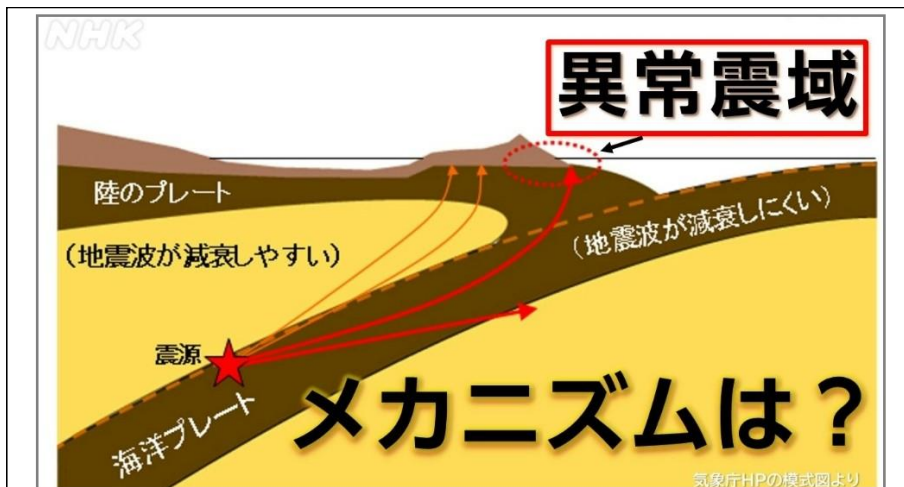 NHK
異常震域
陸のプレート
(地震波が減衰しにくい)
(地震波が減衰しやすい)
震源
海洋プレート
メカニズムは?
気象庁HPの模式図より